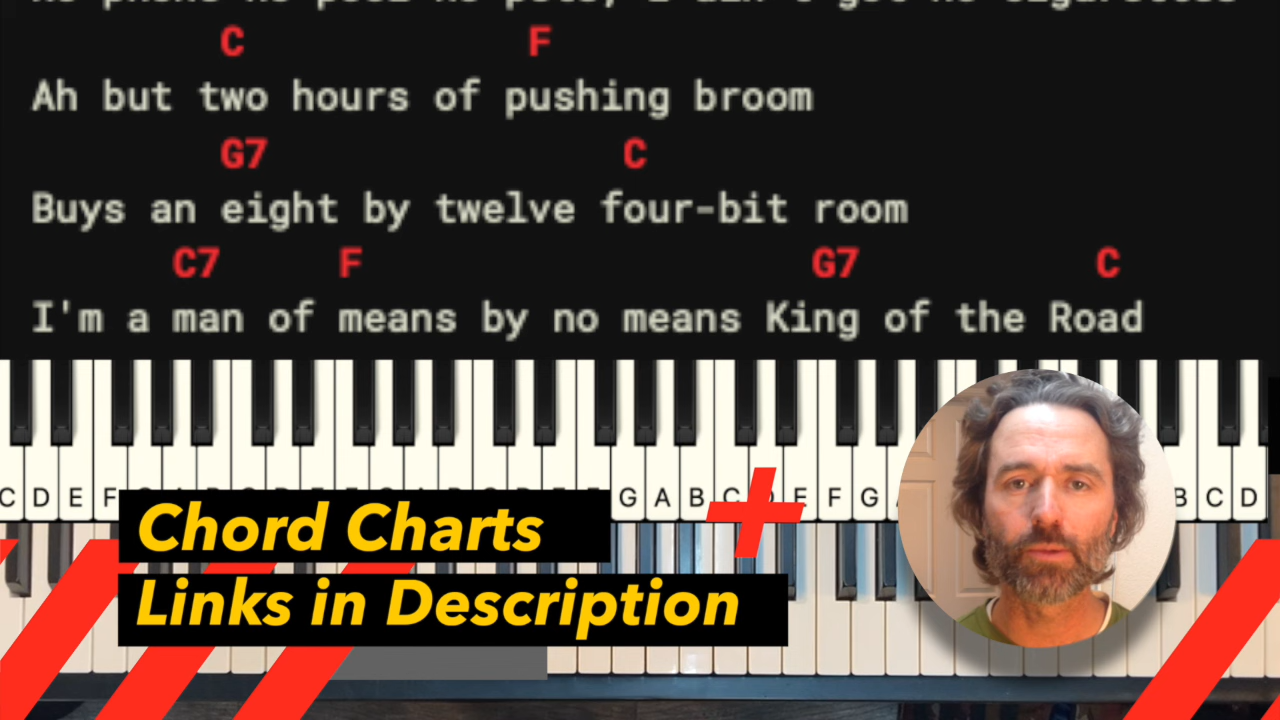 C F
Ah but two hours of pushing broom
G7 C
Buys an eight by twelve four-bit room
C7 F G7 C
I'm a man of means by no means King of the Road
C D E F G A B C D E F G B C D
Chord Charts
Links in Description